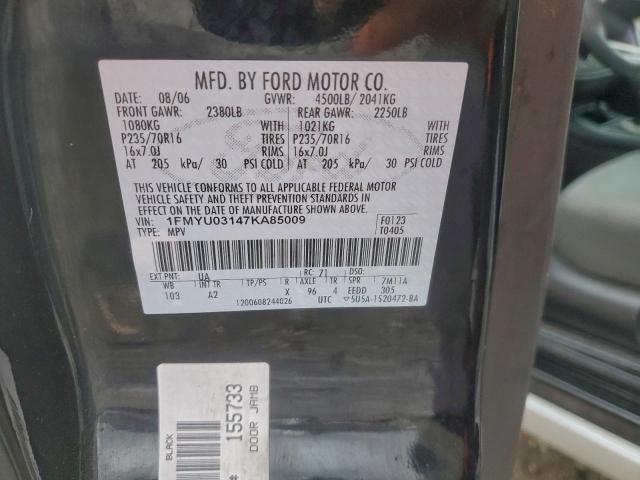 MFD. BY FORD MOTOR CO.
DATE: 08/06 GVWR: 4500LB/ 2041KG
FRONT GAWR: 2380LB REAR GAWR: 2250LB
1080KG WITH 1021KG WITH
P235/70R16 TIRES P235/70R16 TIRES
16x7.0J RIMS 16x7.0J RIMS
AT 205 kPa/ 30 PSI COLD AT 205 kPa/ 30 PSI COLD
THIS VEHICLE CONFORMS TO ALL APPLICABLE FEDERAL MOTOR
VEHICLE SAFETY AND THEFT PREVENTION STANDARDS IN
EFFECT ON THE DATE OF MANUFACTURE SHOWN ABOVE.
VIN: 1FMYU03147KA85009 F0123
TYPE: MPV T0405
EXT PNT: UA RC: 71 DSO:
WB INT TR TP/PS R AXLE TR SPR 7M11A
103 A2 X 96 4 EEDD 305
1200608244026 UTC ▽5U5A-1520472-BA
BLACK
# 155733
DOOR JAMB